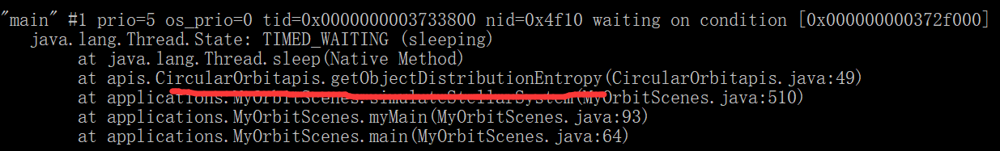 "main" #1 prio=5 os_prio=0 tid=0x0000000003733800 nid=0x4f10 waiting on condition [0x000000000372f000]
java.lang.Thread.State: TIMED_WAITING (sleeping)
at java.lang.Thread.sleep(Native Method)
at apis.CircularOrbitapis.getObjectDistributionEntropy(CircularOrbitapis.java:49)
at applications.MyOrbitScenes.simulateStellarSystem(MyOrbitScenes.java:510)
at applications.MyOrbitScenes.myMain(MyOrbitScenes.java:93)
at applications.MyOrbitScenes.main(MyOrbitScenes.java:64)